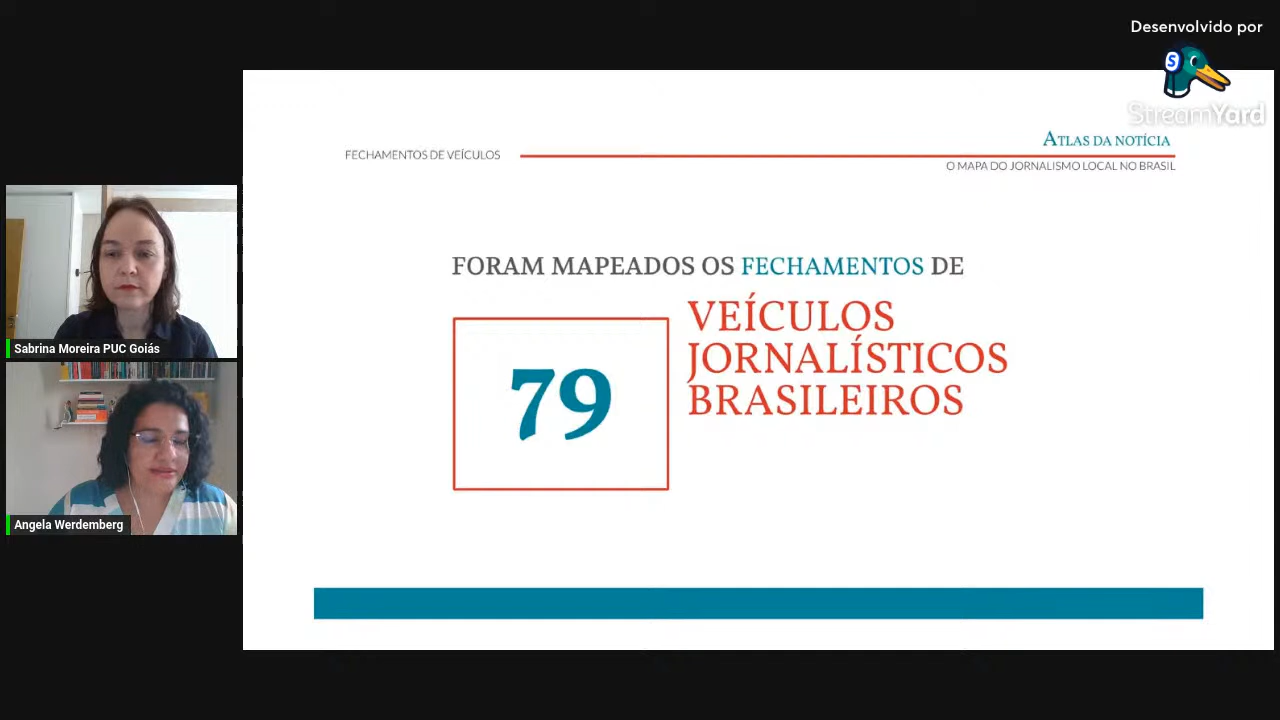 Desenvolvido por
S
StreamYard
ATLAS DA NOTÍCIA
FECHAMENTOS DE VEÍCULOS
O MAPA DO JORNALISMO LOCAL NO BRASIL
FORAM MAPEADOS OS FECHAMENTOS DE
79
VEÍCULOS
JORNALÍSTICOS
BRASILEIROS
Sabrina Moreira PUC Goiás
Angela Werdemberg